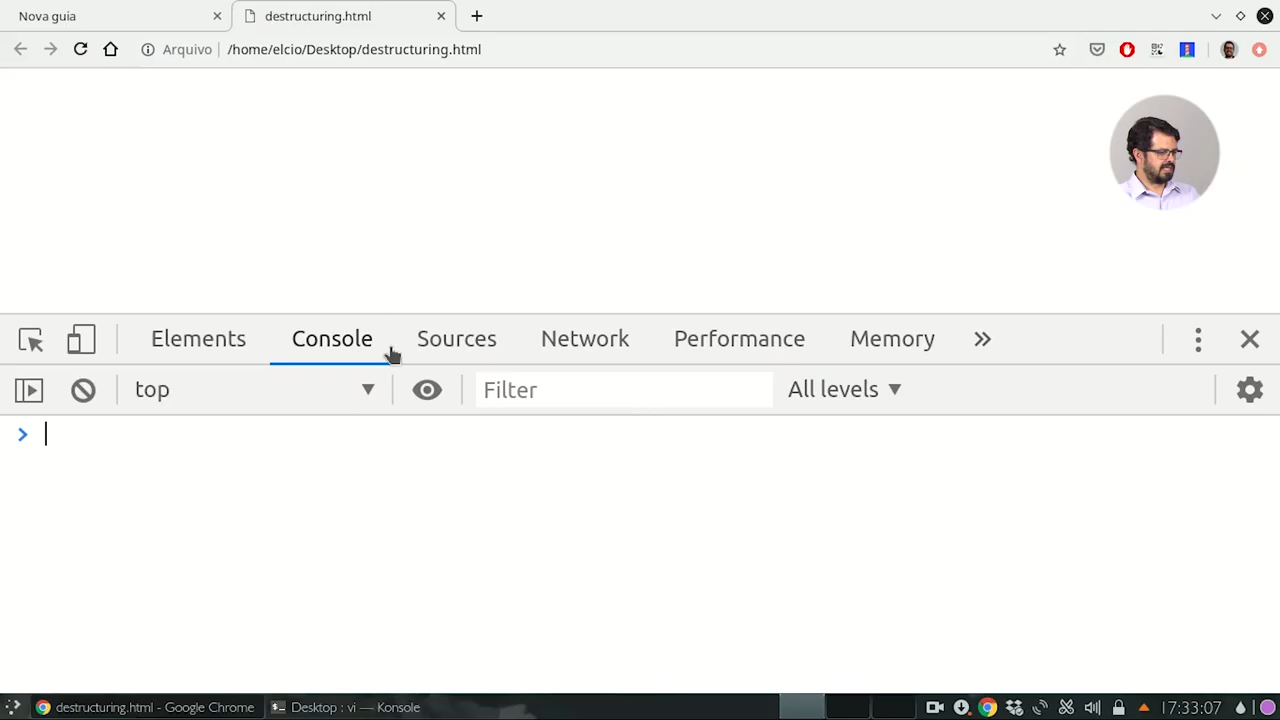 Nova guia
destructuring.html
Arquivo
/home/elcio/Desktop/destructuring.html
Elements Console Sources Network Performance Memory
top
Filter
All levels
destructuring.html - Google Chrome
Desktop : vi — Konsole
17:33:07